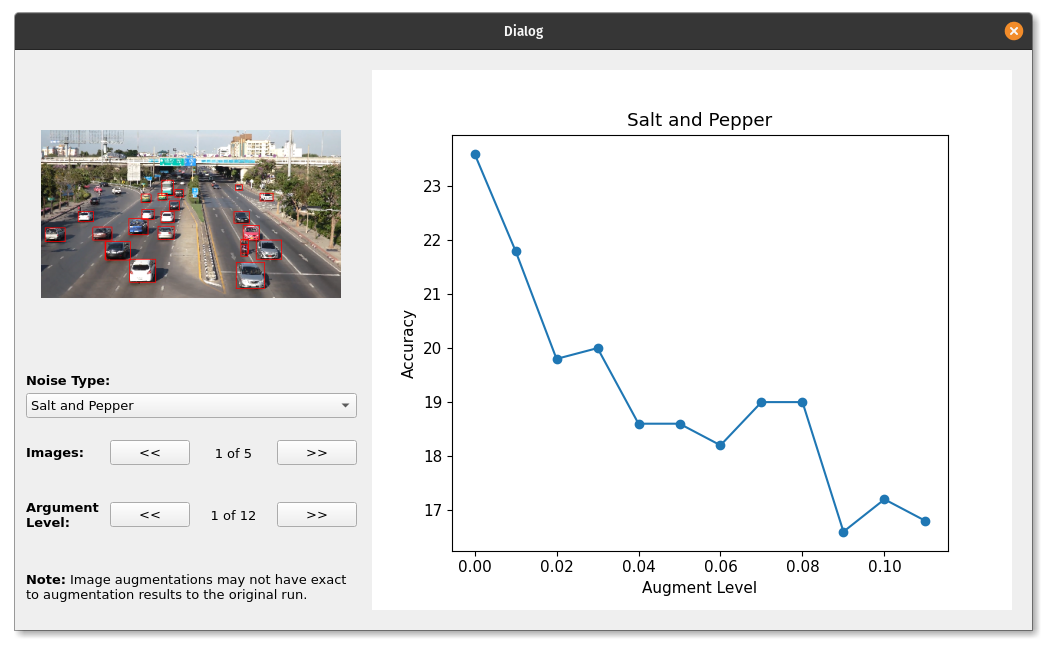 Dialog
Noise Type:
Salt and Pepper
Images:
<<
1 of 5
>>
Argument
Level:
<<
1 of 12
>>
Note: Image augmentations may not have exact
to augmentation results to the original run.
Salt and Pepper
Accuracy
23
22
21
20
19
18
17
0.00 0.02 0.04 0.06 0.08 0.10
Augment Level